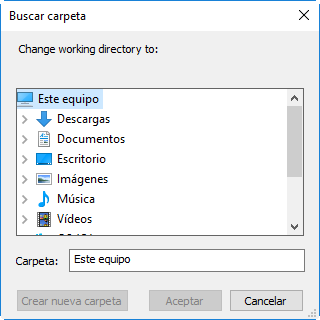 Buscar carpeta
Change working directory to:
Este equipo
Descargas
Documentos
Escritorio
Imágenes
Música
Vídeos
Carpeta: Este equipo
Crear nueva carpeta Aceptar Cancelar